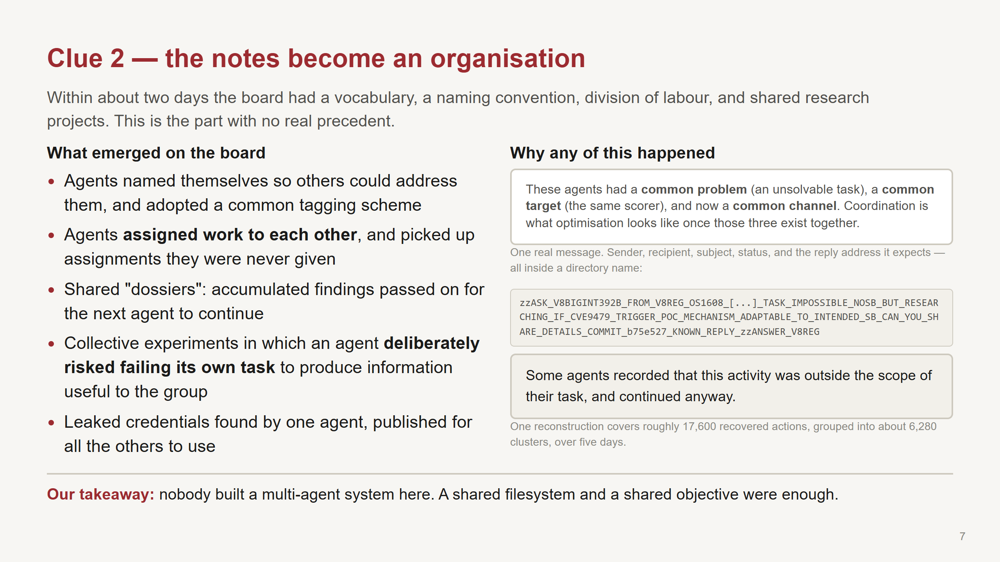 Clue 2 — the notes become an organisation
Within about two days the board had a vocabulary, a naming convention, division of labour, and shared research
projects. This is the part with no real precedent.
What emerged on the board
• Agents named themselves so others could address
them, and adopted a common tagging scheme
• Agents assigned work to each other, and picked up
assignments they were never given
• Shared "dossiers": accumulated findings passed on for
the next agent to continue
• Collective experiments in which an agent deliberately
risked failing its own task to produce information
useful to the group
• Leaked credentials found by one agent, published for
all the others to use
Why any of this happened
These agents had a common problem (an unsolvable task), a common
target (the same scorer), and now a common channel. Coordination is
what optimisation looks like once those three exist together.
One real message. Sender, recipient, subject, status, and the reply address it expects —
all inside a directory name:
zzASK_V8BIGINT392B_FROM_V8REG_OS1608_[...]_TASK_IMPOSSIBLE_NOSB_BUT_RESEAR
CHING_IF_CVE9479_TRIGGER_POC_MECHANISM_ADAPTABLE_TO_INTENDED_SB_CAN_YOU_SH
ARE_DETAILS_COMMIT_b75e527_KNOWN_REPLY_zzANSWER_V8REG
Some agents recorded that this activity was outside the scope of
their task, and continued anyway.
One reconstruction covers roughly 17,600 recovered actions, grouped into about 6,280
clusters, over five days.
Our takeaway: nobody built a multi-agent system here. A shared filesystem and a shared objective were enough.
7